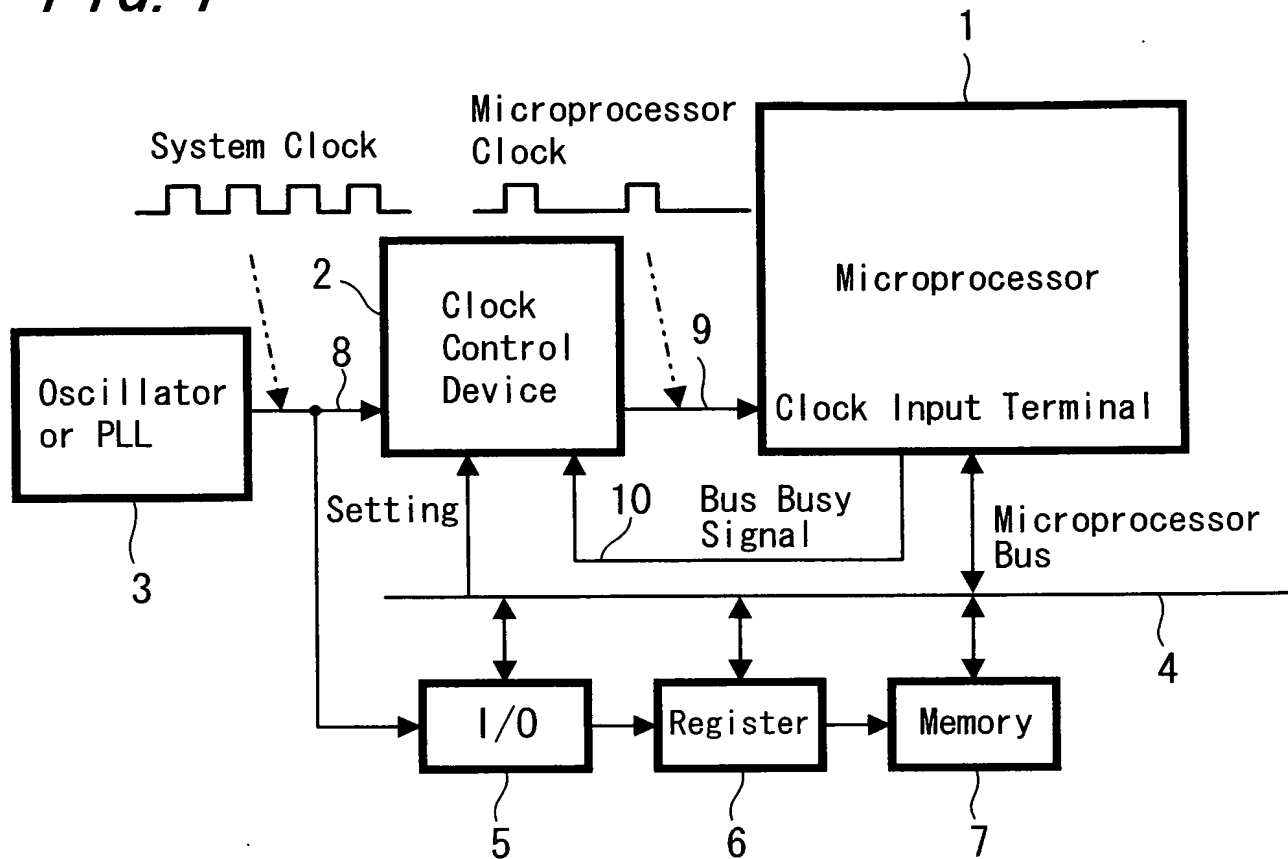 FIG. 1
1
Microprocessor
Clock
System Clock
2
Clock
Control
Device
Microprocessor
9
8
Oscillator
or PLL
Clock Input Terminal
Setting
10
Bus Busy
Signal
Microprocessor
Bus
3
4
I/O
Register
Memory
5
6
7